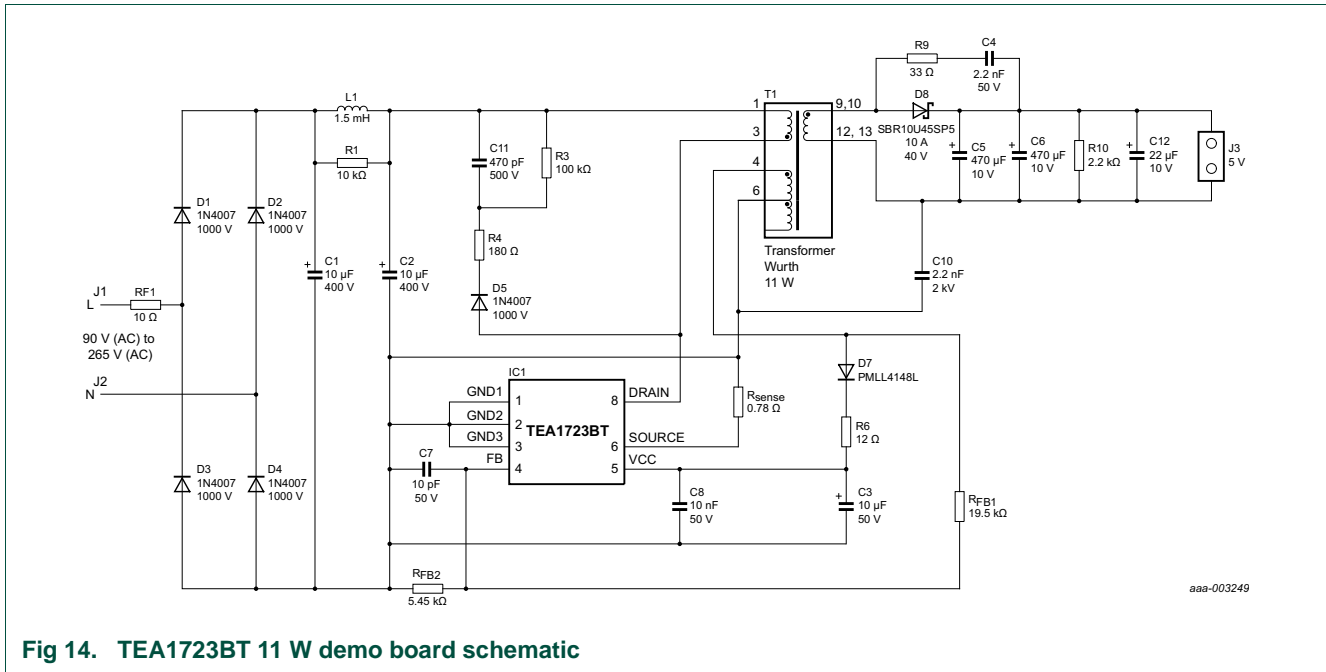 L1
1.5 mH
R1
10 kΩ
C11
470 pF
500 V
R3
100 kΩ
R4
180 Ω
D5
1N4007
1000 V
D1
1N4007
1000 V
D2
1N4007
1000 V
C1
10 µF
400 V
+
C2
10 µF
400 V
+
J1
L
RF1
10 Ω
90 V (AC) to
265 V (AC)
J2
N
D3
1N4007
1000 V
D4
1N4007
1000 V
T1
1
3
4
6
9,10
12, 13
Transformer
Wurth
11 W
R9
33 Ω
C4
2.2 nF
50 V
D8
SBR10U45SP5
10 A
40 V
+
C5
470 µF
10 V
+
C6
470 µF
10 V
R10
2.2 kΩ
+
C12
22 µF
10 V
J3
5 V
C10
2.2 nF
2 kV
IC1
GND1
1
GND2
2
GND3
3
FB
4
TEA1723BT
8
DRAIN
6
SOURCE
5
VCC
Rsense
0.78 Ω
D7
PMLL4148L
R6
12 Ω
C7
10 pF
50 V
C8
10 nF
50 V
+
C3
10 µF
50 V
RFB1
19.5 kΩ
RFB2
5.45 kΩ
aaa-003249
Fig 14. TEA1723BT 11 W demo board schematic